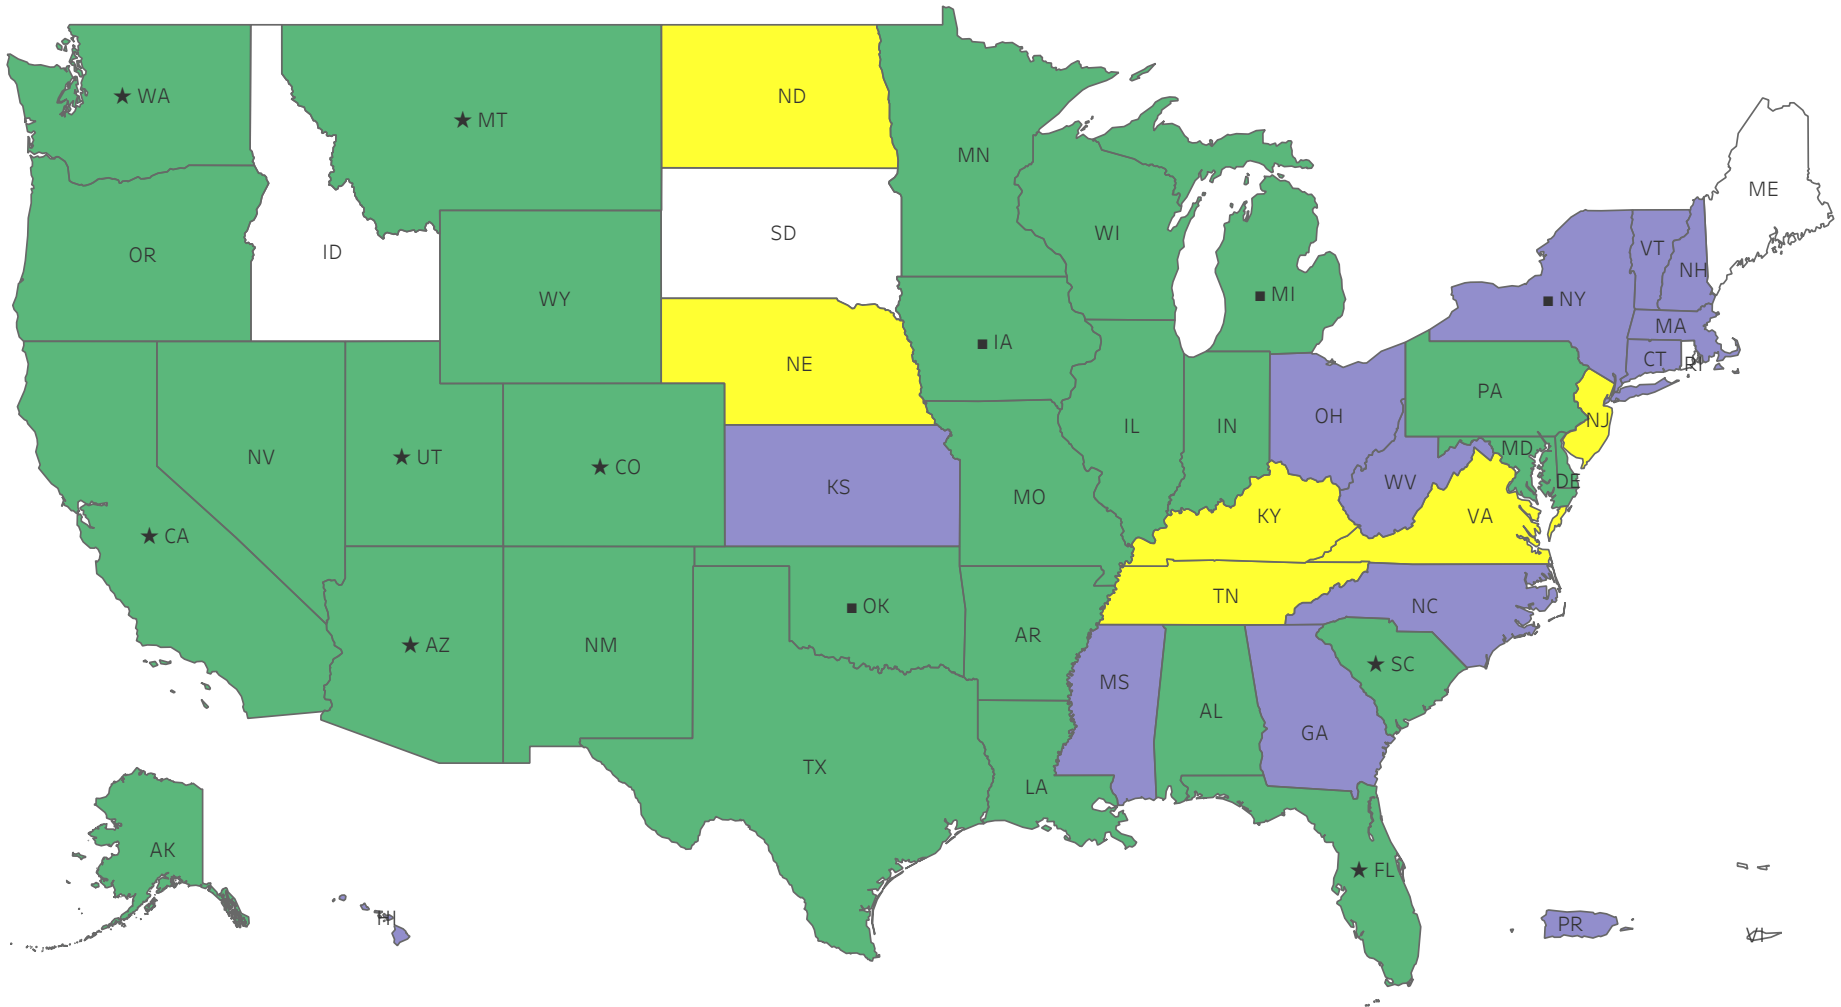 ★ WA
★ MT
ND
MN
ME
OR
ID
SD
WI
VT
NH
WY
■ MI
■ NY
MA
■ IA
CT
RI
NE
PA
OH
NJ
IL
IN
MD
NV
★ UT
★ CO
KS
WV
DE
MO
KY
VA
★ CA
TN
NC
■ OK
AR
★ AZ
NM
★ SC
MS
AL
GA
TX
LA
AK
★ FL
HI
PR
VI